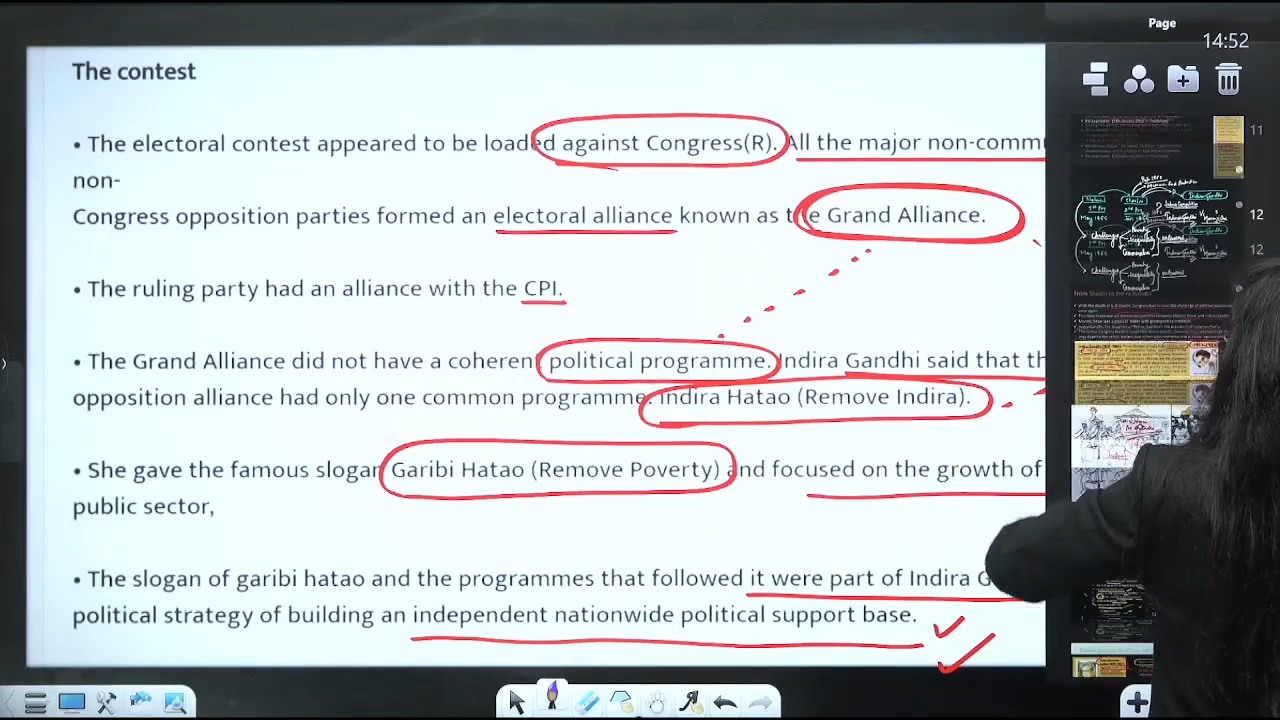 Page
14:52
The contest
• The electoral contest appeared to be loaded against Congress(R). All the major non-comm
non-
Congress opposition parties formed an electoral alliance known as the Grand Alliance.
• The ruling party had an alliance with the CPI.
• The Grand Alliance did not have a coherent political programme. Indira Gandhi said that th
opposition alliance had only one common programme: Indira Hatao (Remove Indira).
• She gave the famous slogan Garibi Hatao (Remove Poverty) and focused on the growth of
public sector,
• The slogan of garibi hatao and the programmes that followed it were part of Indira G
political strategy of building an independent nationwide political support base.
11
12
12